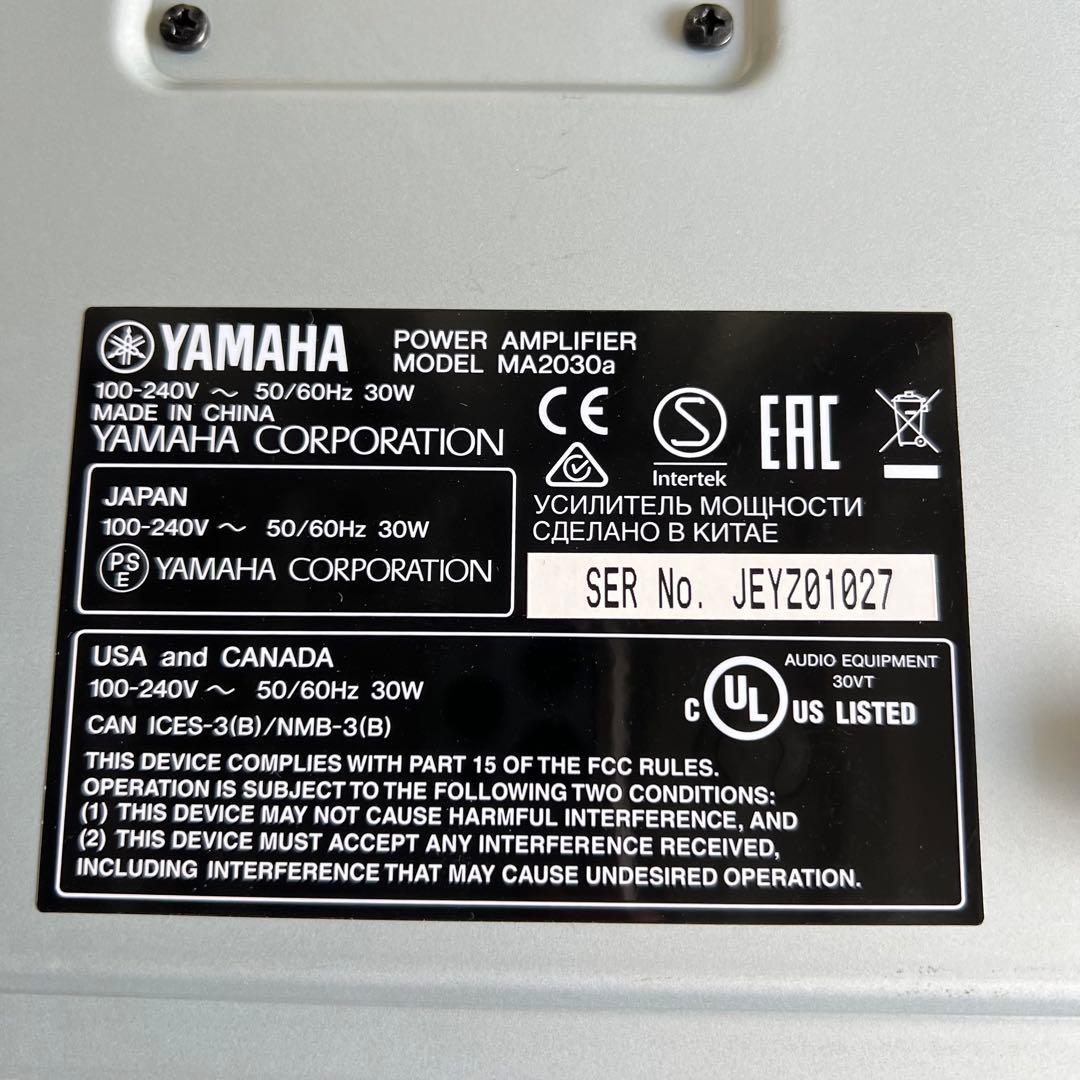 YAMAHA
POWER AMPLIFIER
MODEL MA2030a
100-240V ～ 50/60Hz 30W
MADE IN CHINA
YAMAHA CORPORATION
CE
S
Intertek
EAC
УСИЛИТЕЛЬ МОЩНОСТИ
СДЕЛАНО В КИТАЕ
JAPAN
100-240V ～ 50/60Hz 30W
PSE YAMAHA CORPORATION
SER No. JEYZ01027
USA and CANADA
100-240V ～ 50/60Hz 30W
CAN ICES-3(B)/NMB-3(B)
C UL US LISTED
AUDIO EQUIPMENT
30VT
THIS DEVICE COMPLIES WITH PART 15 OF THE FCC RULES.
OPERATION IS SUBJECT TO THE FOLLOWING TWO CONDITIONS:
(1) THIS DEVICE MAY NOT CAUSE HARMFUL INTERFERENCE, AND
(2) THIS DEVICE MUST ACCEPT ANY INTERFERENCE RECEIVED,
INCLUDING INTERFERENCE THAT MAY CAUSE UNDESIRED OPERATION.